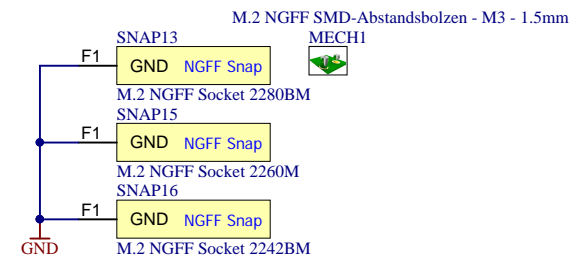 M.2 NGFF SMD-Abstandsbolzen - M3 - 1.5mm
SNAP13
MECH1
F1
GND NGFF Snap
M.2 NGFF Socket 2280BM
SNAP15
F1
GND NGFF Snap
M.2 NGFF Socket 2260M
SNAP16
F1
GND NGFF Snap
GND
M.2 NGFF Socket 2242BM